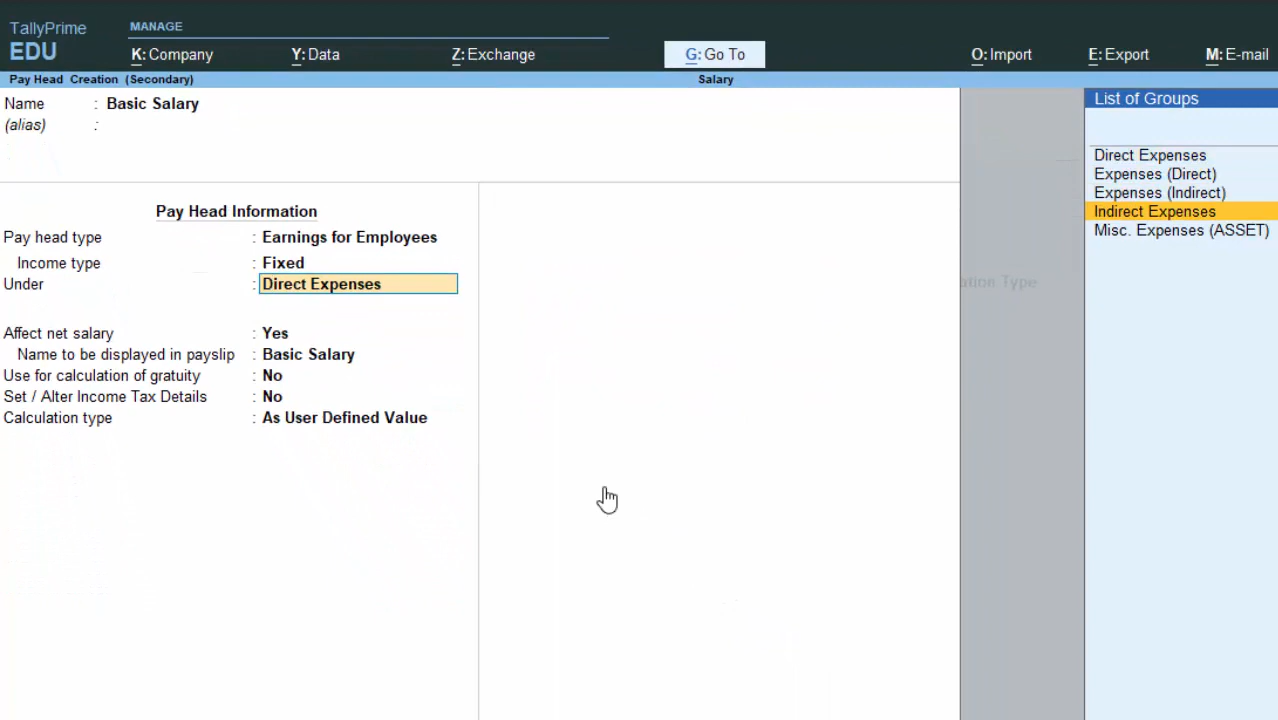 TallyPrime
EDU
MANAGE
K: Company Y: Data Z: Exchange G: Go To O: Import E: Export M: E-mail
Pay Head Creation (Secondary) Salary
Name : Basic Salary
(alias) :
Pay Head Information
Pay head type : Earnings for Employees
Income type : Fixed
Under : Direct Expenses
Affect net salary : Yes
Name to be displayed in payslip : Basic Salary
Use for calculation of gratuity : No
Set / Alter Income Tax Details : No
Calculation type : As User Defined Value
ation Type
List of Groups
Direct Expenses
Expenses (Direct)
Expenses (Indirect)
Indirect Expenses
Misc. Expenses (ASSET)